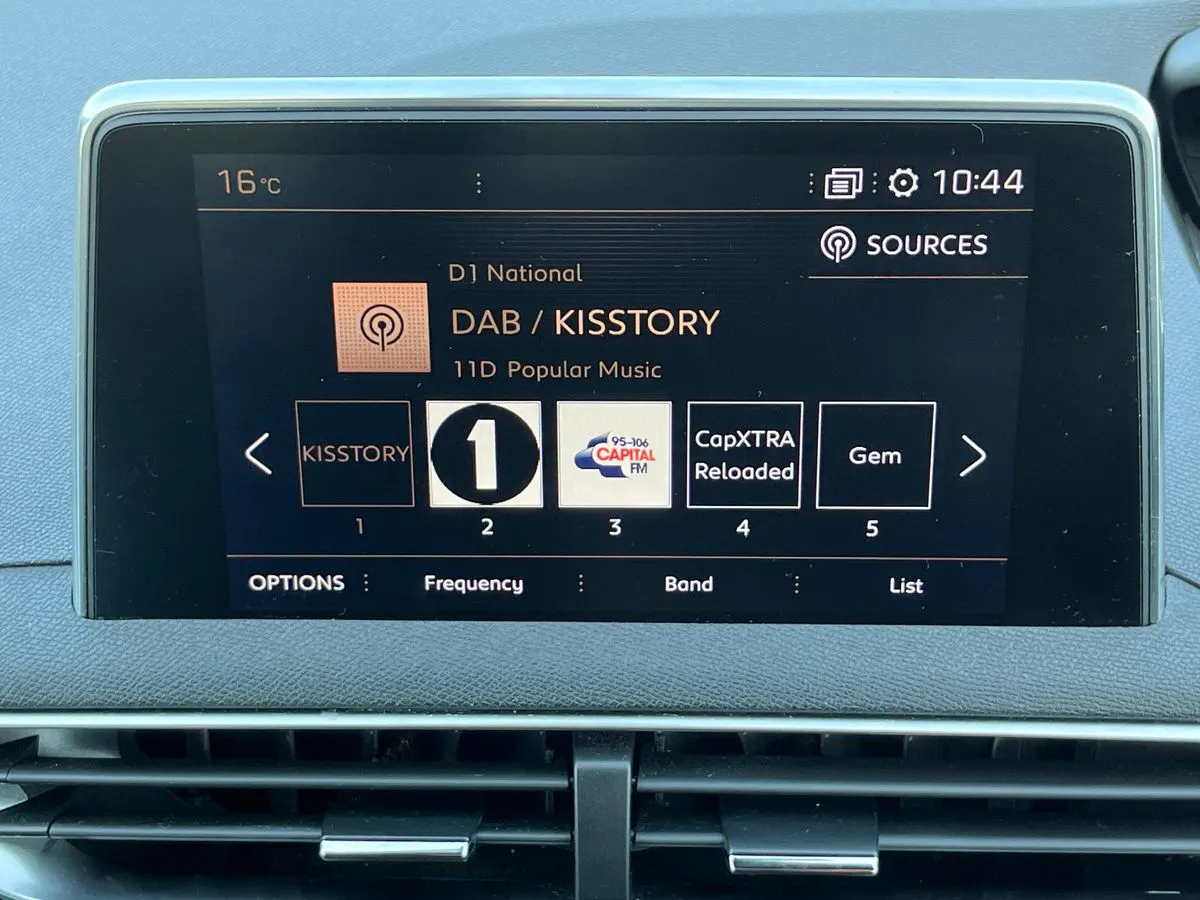 16°C
10:44
SOURCES
D1 National
DAB / KISSTORY
11D Popular Music
KISSTORY
1
95-106
CAPITAL
FM
CapXTRA
Reloaded
Gem
1 2 3 4 5
OPTIONS Frequency Band List